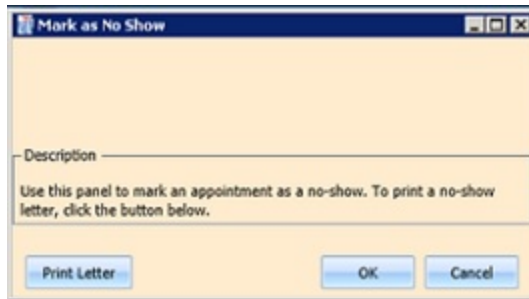 Mark as No Show
Description
Use this panel to mark an appointment as a no-show. To print a no-show
letter, click the button below.
Print Letter OK Cancel